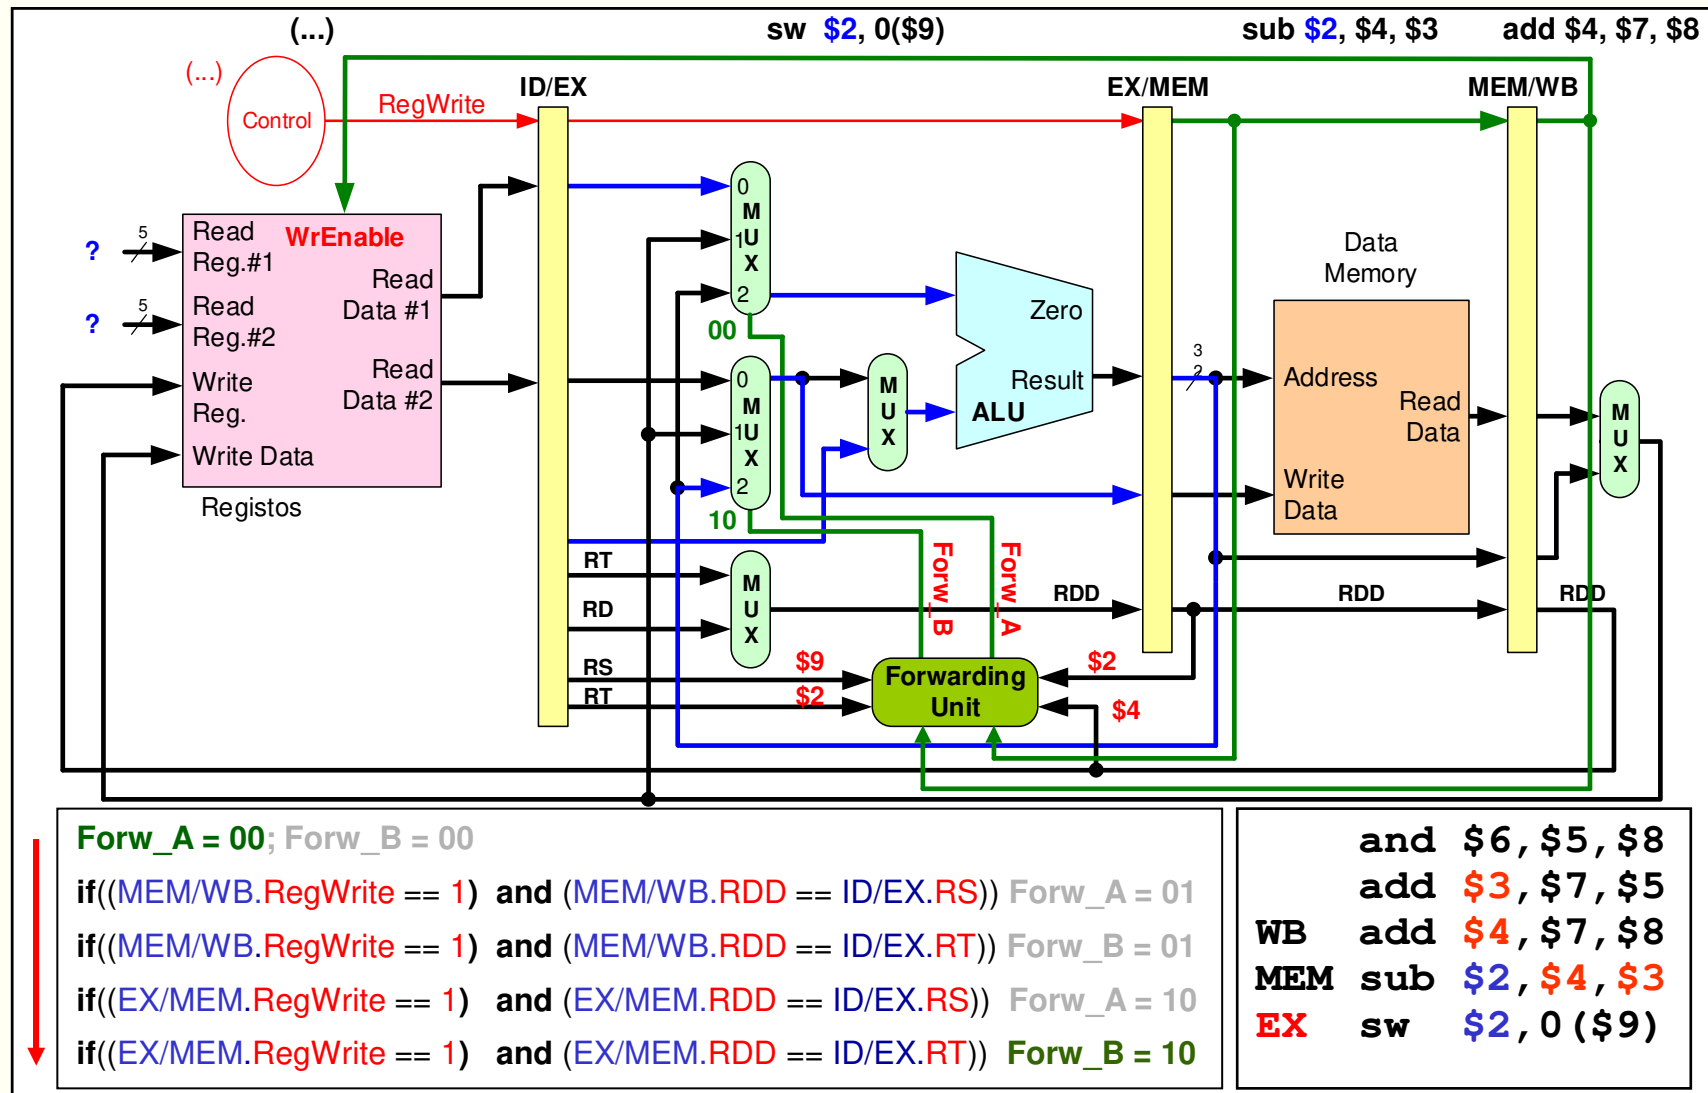 (...)
sw $2, 0($9)
sub $2, $4, $3
add $4, $7, $8
(...)
Control
RegWrite
ID/EX
EX/MEM
MEM/WB
?
5
Read
Reg.#1
WrEnable
Read
Data #1
?
5
Read
Reg.#2
Write
Reg.
Read
Data #2
Write Data
Registos
0
M
1
U
X
2
00
0
M
1
U
X
2
10
M
U
X
Zero
Result
ALU
3
2
Data
Memory
Address
Read
Data
Write
Data
M
U
X
RT
RD
M
U
X
RDD
RDD
RDD
Forw_B
Forw_A
RS
$9
RT
$2
Forwarding
Unit
$2
$4
Forw_A = 00; Forw_B = 00
if((MEM/WB.RegWrite == 1) and (MEM/WB.RDD == ID/EX.RS)) Forw_A = 01
if((MEM/WB.RegWrite == 1) and (MEM/WB.RDD == ID/EX.RT)) Forw_B = 01
if((EX/MEM.RegWrite == 1) and (EX/MEM.RDD == ID/EX.RS)) Forw_A = 10
if((EX/MEM.RegWrite == 1) and (EX/MEM.RDD == ID/EX.RT)) Forw_B = 10
and $6,$5,$8
add $3,$7,$5
WB add $4,$7,$8
MEM sub $2,$4,$3
EX sw $2,0($9)